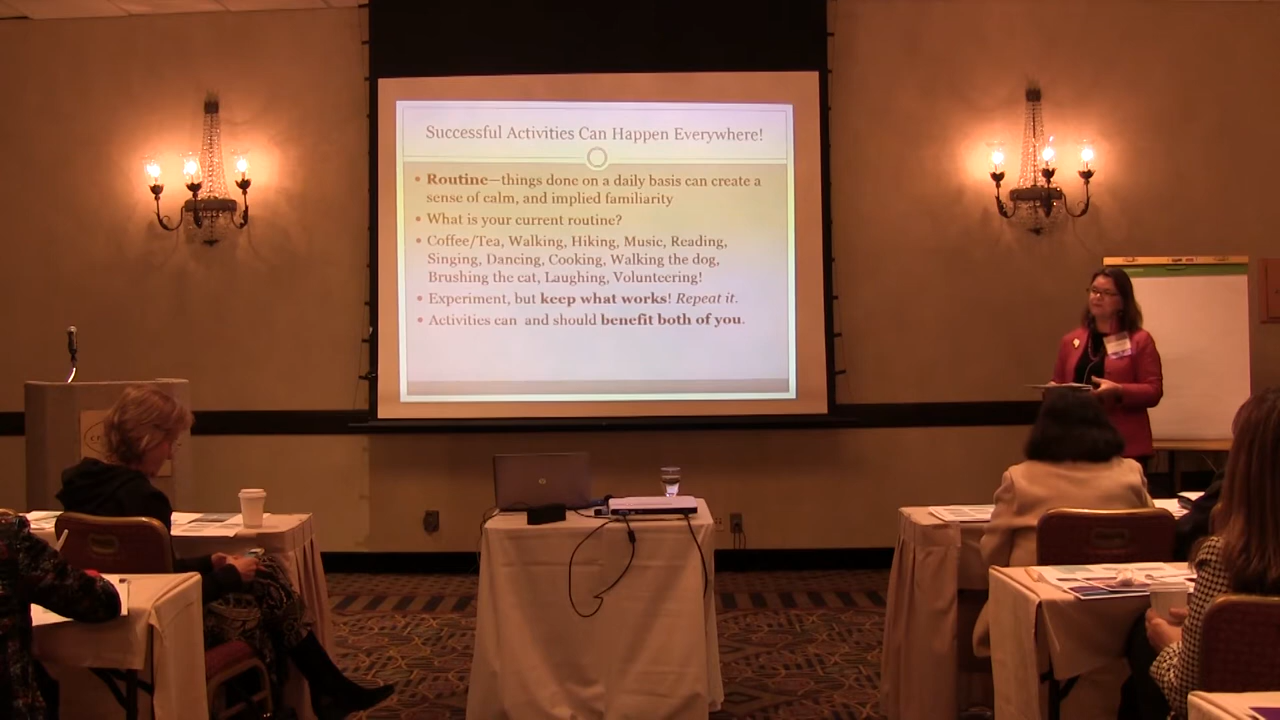 Successful Activities Can Happen Everywhere!
• Routine—things done on a daily basis can create a
sense of calm, and implied familiarity
• What is your current routine?
• Coffee/Tea, Walking, Hiking, Music, Reading,
Singing, Dancing, Cooking, Walking the dog,
Brushing the cat, Laughing, Volunteering!
• Experiment, but keep what works! Repeat it.
• Activities can and should benefit both of you.